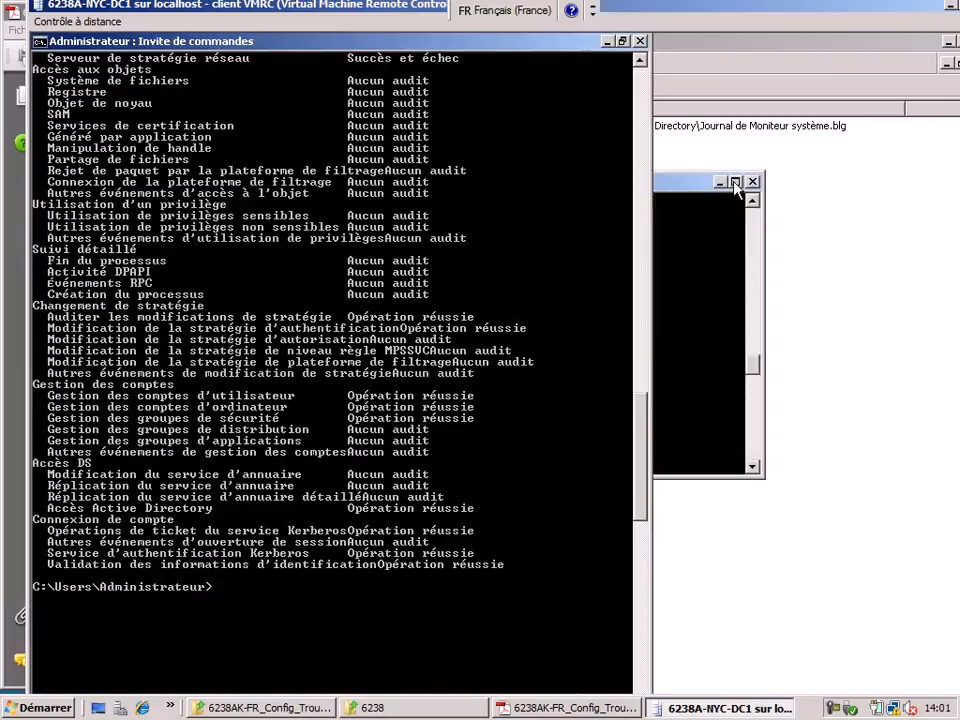 6238A-NYC-DC1 sur localhost - client VMRC (Virtual Machine Remote Contro
FR Français (France)
Contrôle à distance
Fich
Administrateur : Invite de commandes
Serveur de stratégie réseau Succès et échec
Accès aux objets
Système de fichiers Aucun audit
Registre Aucun audit
Objet de noyau Aucun audit
SAM Aucun audit
Services de certification Aucun audit
Généré par application Aucun audit
Manipulation de handle Aucun audit
Partage de fichiers Aucun audit
Rejet de paquet par la plateforme de filtrageAucun audit
Connexion de la plateforme de filtrage Aucun audit
Autres événements d'accès à l'objet Aucun audit
Utilisation d'un privilège
Utilisation de privilèges sensibles Aucun audit
Utilisation de privilèges non sensibles Aucun audit
Autres événements d'utilisation de privilègesAucun audit
Suivi détaillé
Fin du processus Aucun audit
Activité DPAPI Aucun audit
Événements RPC Aucun audit
Création du processus Aucun audit
Changement de stratégie
Auditer les modifications de stratégie Opération réussie
Modification de la stratégie d'authentificationOpération réussie
Modification de la stratégie d'autorisationAucun audit
Modification de la stratégie de niveau règle MPSSVCAucun audit
Modification de la stratégie de plateforme de filtrageAucun audit
Autres événements de modification de stratégieAucun audit
Gestion des comptes
Gestion des comptes d'utilisateur Opération réussie
Gestion des comptes d'ordinateur Opération réussie
Gestion des groupes de sécurité Opération réussie
Gestion des groupes de distribution Aucun audit
Gestion des groupes d'applications Aucun audit
Autres événements de gestion des comptesAucun audit
Accès DS
Modification du service d'annuaire Aucun audit
Réplication du service d'annuaire Aucun audit
Réplication du service d'annuaire détailléAucun audit
Accès Active Directory Opération réussie
Connexion de compte
Opérations de ticket du service KerberosOpération réussie
Autres événements d'ouverture de sessionAucun audit
Service d'authentification Kerberos Opération réussie
Validation des informations d'identificationOpération réussie
C:\Users\Administrateur>
Directory\Journal de Moniteur système.blg
Démarrer
6238AK-FR_Config_Trou...
6238
6238AK-FR_Config_Trou...
6238A-NYC-DC1 sur lo...
14:01